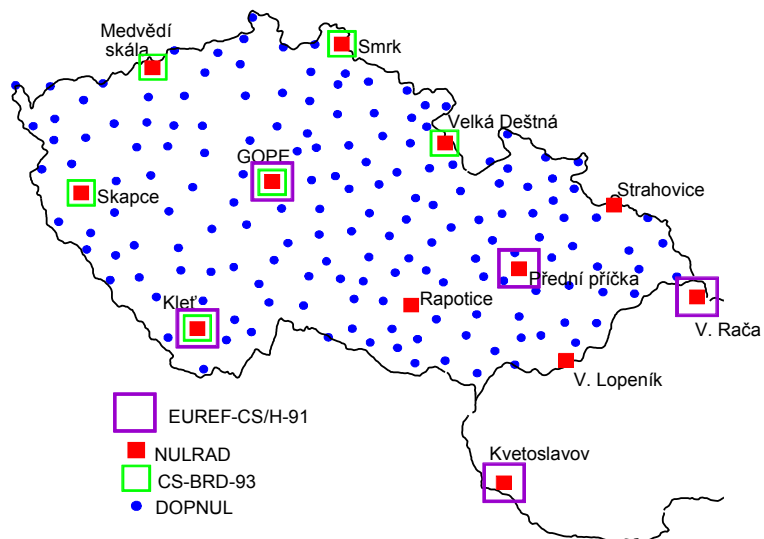 Medvědí
skála
Smrk
Velká Deštná
GOPE
Skapce
Strahovice
Přední příčka
Kleť
Rapotice
V. Rača
V. Lopeník
EUREF-CS/H-91
NULRAD
Kvetoslavov
CS-BRD-93
DOPNUL